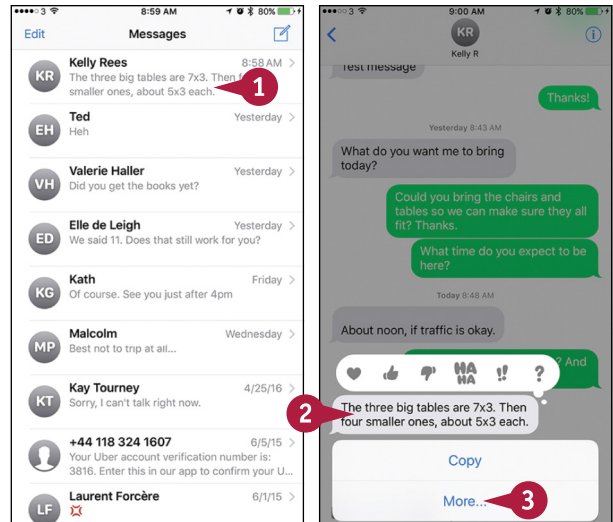 3
8:59 AM
80%
Edit
Messages
KR
Kelly Rees
8:58 AM
The three big tables are 7x3. Then f
smaller ones, about 5x3 each.
1
EH
Ted
Yesterday
Heh
VH
Valerie Haller
Yesterday
Did you get the books yet?
ED
Elle de Leigh
Yesterday
We said 11. Does that still work for you?
KG
Kath
Friday
Of course. See you just after 4pm
MP
Malcolm
Wednesday
Best not to trip at all...
KT
Kay Tourney
4/25/16
Sorry, I can't talk right now.
+44 118 324 1607
6/5/15
Your Uber account verification number is:
3816. Enter this in our app to confirm your U...
LF
Laurent Forcère
6/1/15
3
9:00 AM
80%
KR
Kelly R
Test message
Thanks!
Yesterday 8:43 AM
What do you want me to bring
today?
Could you bring the chairs and
tables so we can make sure they all
fit? Thanks.
What time do you expect to be
here?
Today 8:48 AM
About noon, if traffic is okay.
? And
HA
HA
!!
?
2
The three big tables are 7x3. Then
four smaller ones, about 5x3 each.
Copy
More...
3